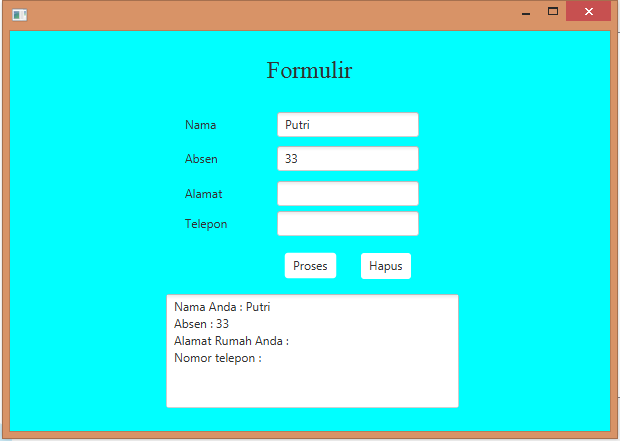 Formulir
Nama Putri
Absen 33
Alamat
Telepon
Proses Hapus
Nama Anda : Putri
Absen : 33
Alamat Rumah Anda :
Nomor telepon :